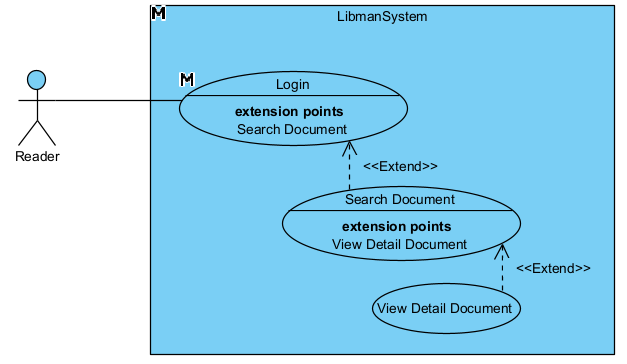 M
LibmanSystem
M
Login
extension points
Search Document
Reader
<<Extend>>
Search Document
extension points
View Detail Document
<<Extend>>
View Detail Document